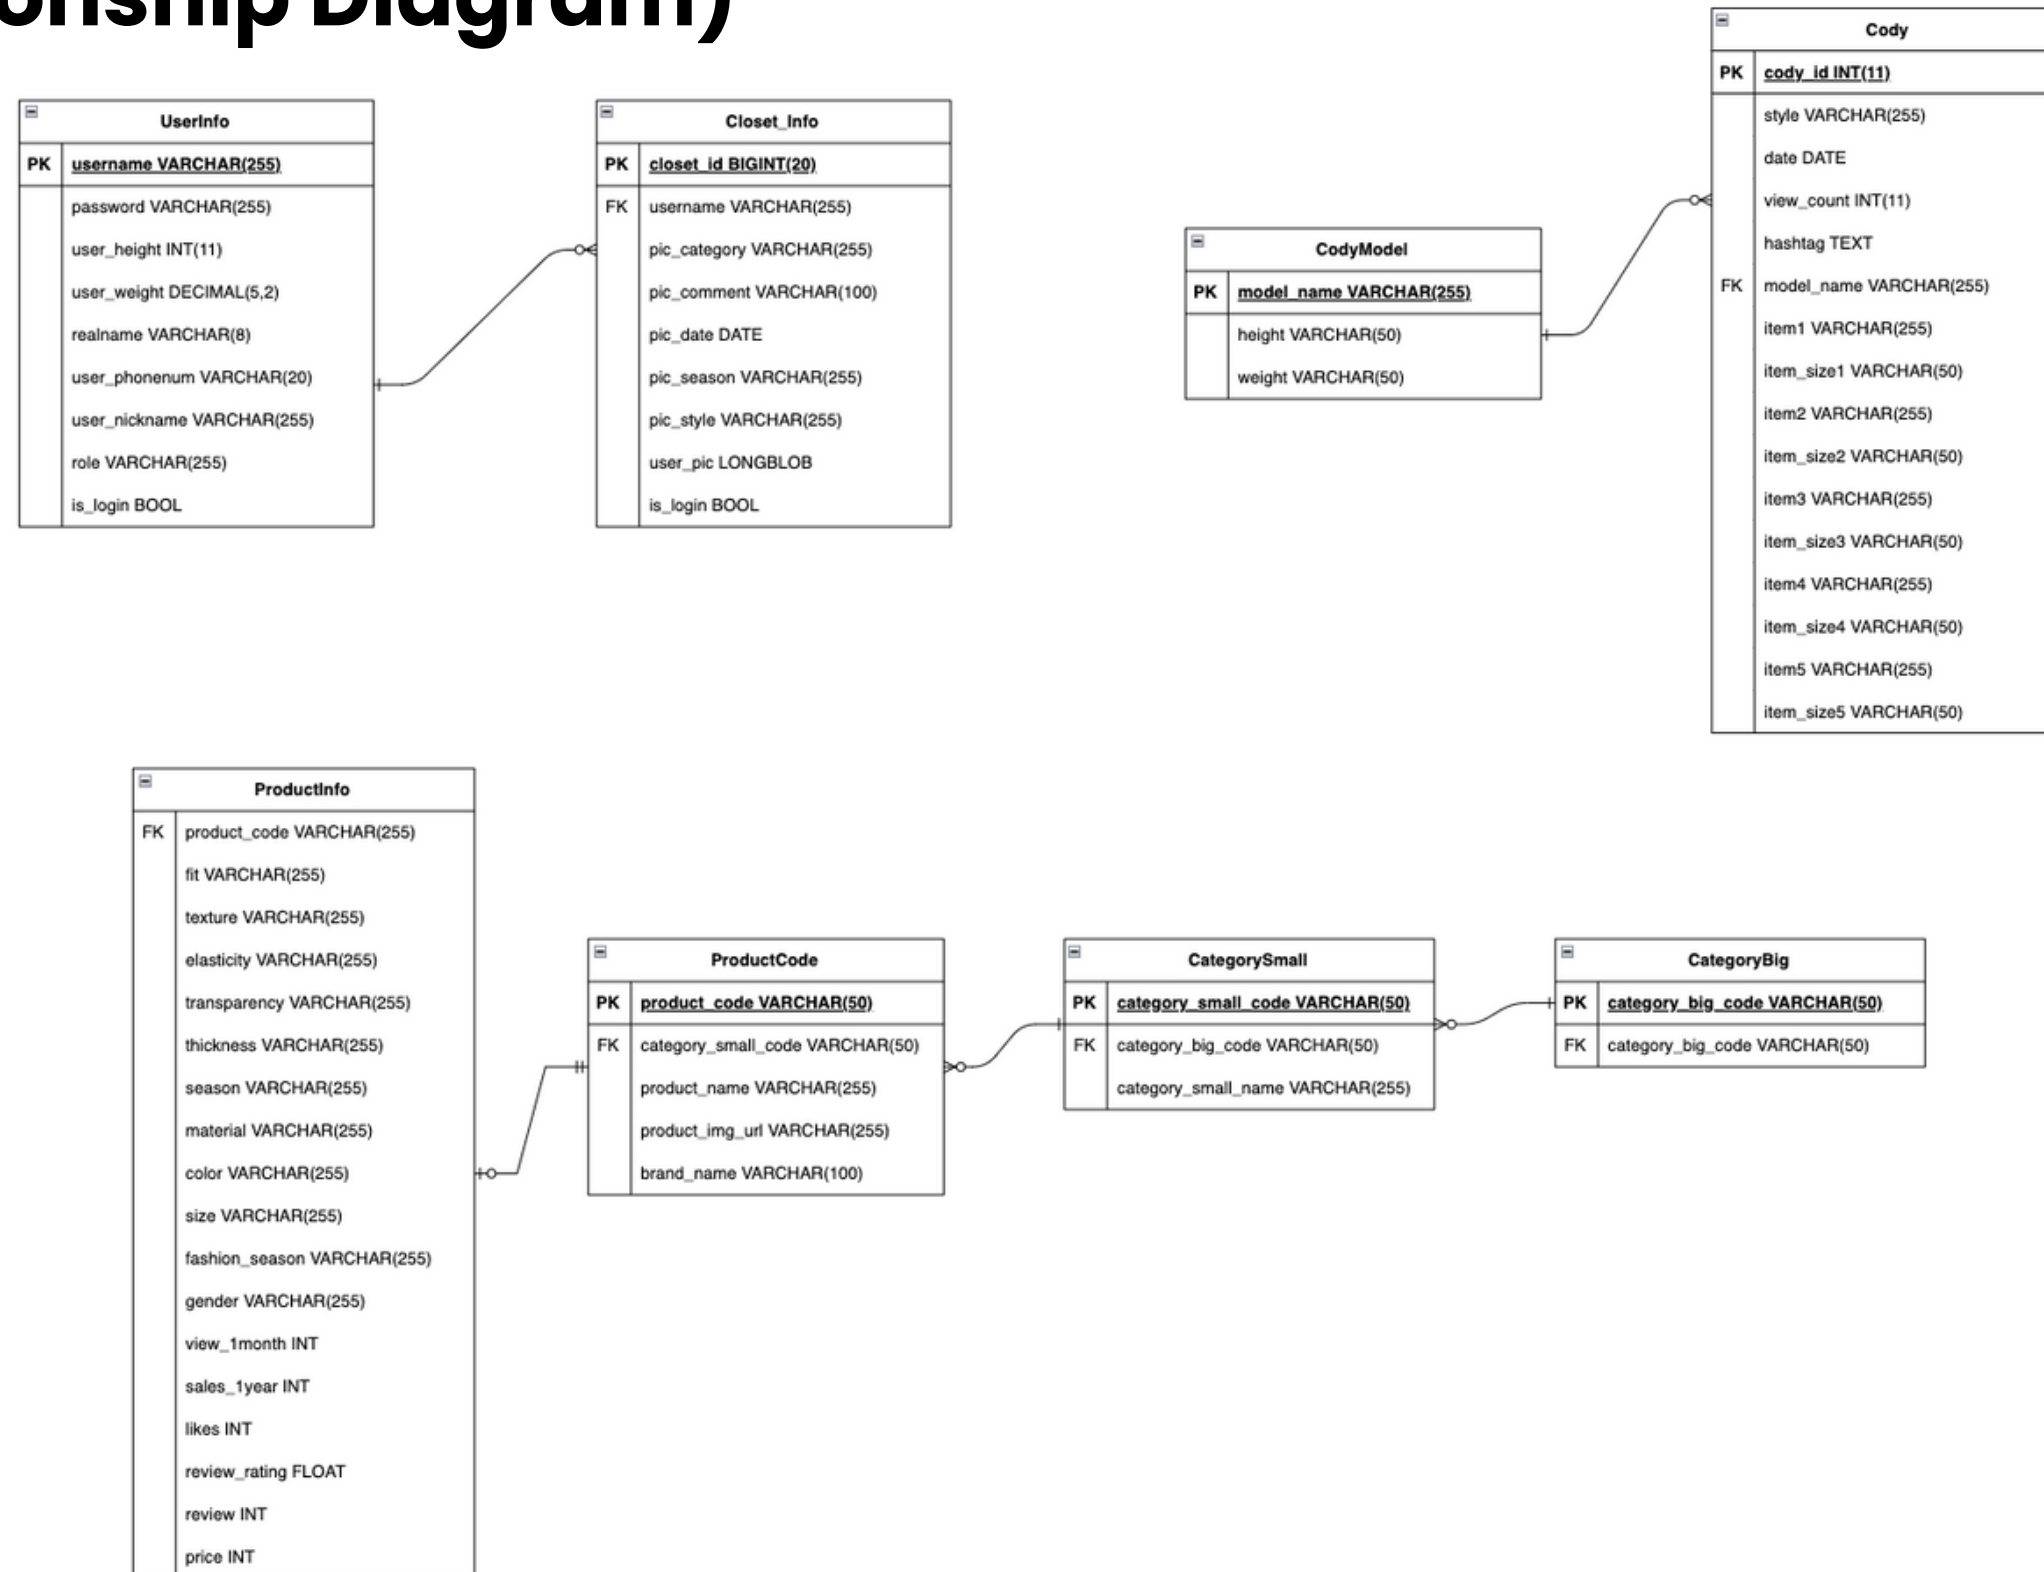 onship Diagram)
UserInfo
PK username VARCHAR(255)
password VARCHAR(255)
user_height INT(11)
user_weight DECIMAL(5,2)
realname VARCHAR(8)
user_phonenum VARCHAR(20)
user_nickname VARCHAR(255)
role VARCHAR(255)
is_login BOOL
Closet_Info
PK closet_id BIGINT(20)
FK username VARCHAR(255)
pic_category VARCHAR(255)
pic_comment VARCHAR(100)
pic_date DATE
pic_season VARCHAR(255)
pic_style VARCHAR(255)
user_pic LONGBLOB
is_login BOOL
CodyModel
PK model_name VARCHAR(255)
height VARCHAR(50)
weight VARCHAR(50)
Cody
PK cody_id INT(11)
style VARCHAR(255)
date DATE
view_count INT(11)
hashtag TEXT
FK model_name VARCHAR(255)
item1 VARCHAR(255)
item_size1 VARCHAR(50)
item2 VARCHAR(255)
item_size2 VARCHAR(50)
item3 VARCHAR(255)
item_size3 VARCHAR(50)
item4 VARCHAR(255)
item_size4 VARCHAR(50)
item5 VARCHAR(255)
item_size5 VARCHAR(50)
ProductInfo
FK product_code VARCHAR(255)
fit VARCHAR(255)
texture VARCHAR(255)
elasticity VARCHAR(255)
transparency VARCHAR(255)
thickness VARCHAR(255)
season VARCHAR(255)
material VARCHAR(255)
color VARCHAR(255)
size VARCHAR(255)
fashion_season VARCHAR(255)
gender VARCHAR(255)
view_1month INT
sales_1year INT
likes INT
review_rating FLOAT
review INT
price INT
ProductCode
PK product_code VARCHAR(50)
FK category_small_code VARCHAR(50)
product_name VARCHAR(255)
product_img_url VARCHAR(255)
brand_name VARCHAR(100)
CategorySmall
PK category_small_code VARCHAR(50)
FK category_big_code VARCHAR(50)
category_small_name VARCHAR(255)
CategoryBig
PK category_big_code VARCHAR(50)
FK category_big_code VARCHAR(50)